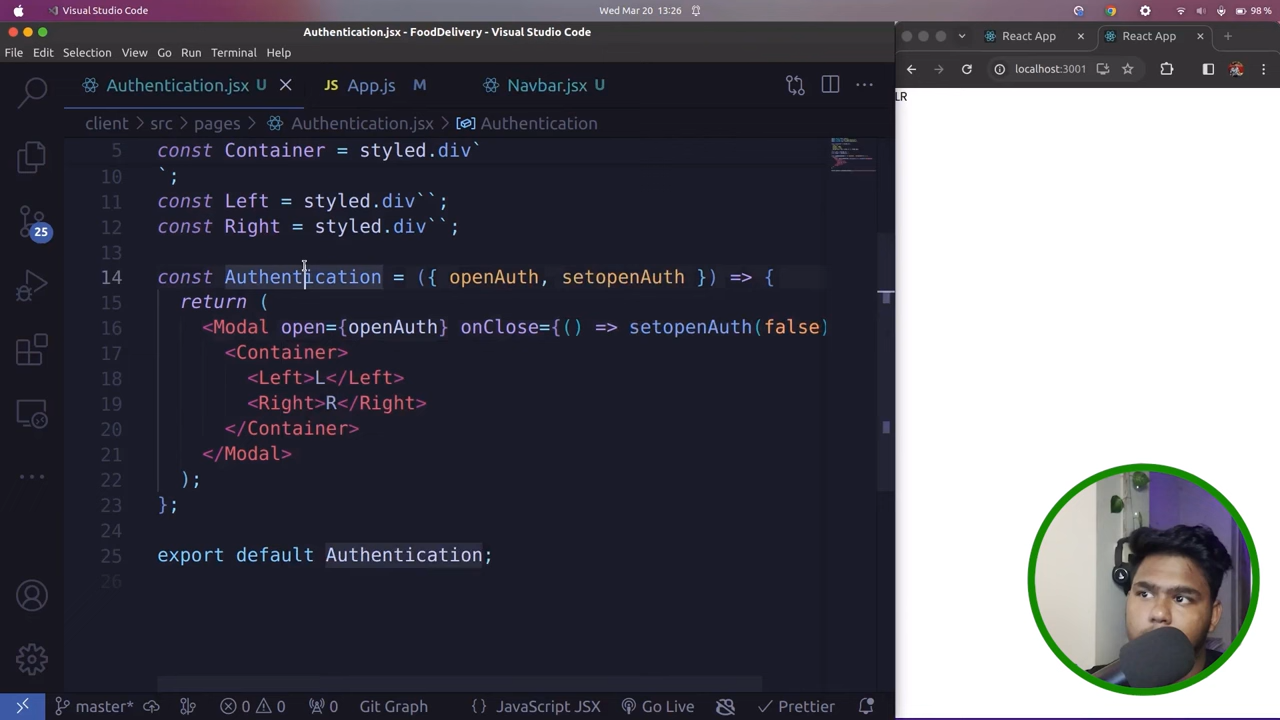 Visual Studio Code
Wed Mar 20 13:26
98 %
Authentication.jsx - FoodDelivery - Visual Studio Code
File Edit Selection View Go Run Terminal Help
Authentication.jsx U
JS App.js M
Navbar.jsx U
client > src > pages > Authentication.jsx > Authentication
5 const Container = styled.div`
10 `;
11 const Left = styled.div``;
12 const Right = styled.div``;
13
14 const Authentication = ({ openAuth, setopenAuth }) => {
15 return (
16 <Modal open={openAuth} onClose={() => setopenAuth(false)
17 <Container>
18 <Left>L</Left>
19 <Right>R</Right>
20 </Container>
21 </Modal>
22 );
23 };
24
25 export default Authentication;
26
25
master*
0 0
0
Git Graph
{} JavaScript JSX
Go Live
Prettier
React App
React App
localhost:3001
LR